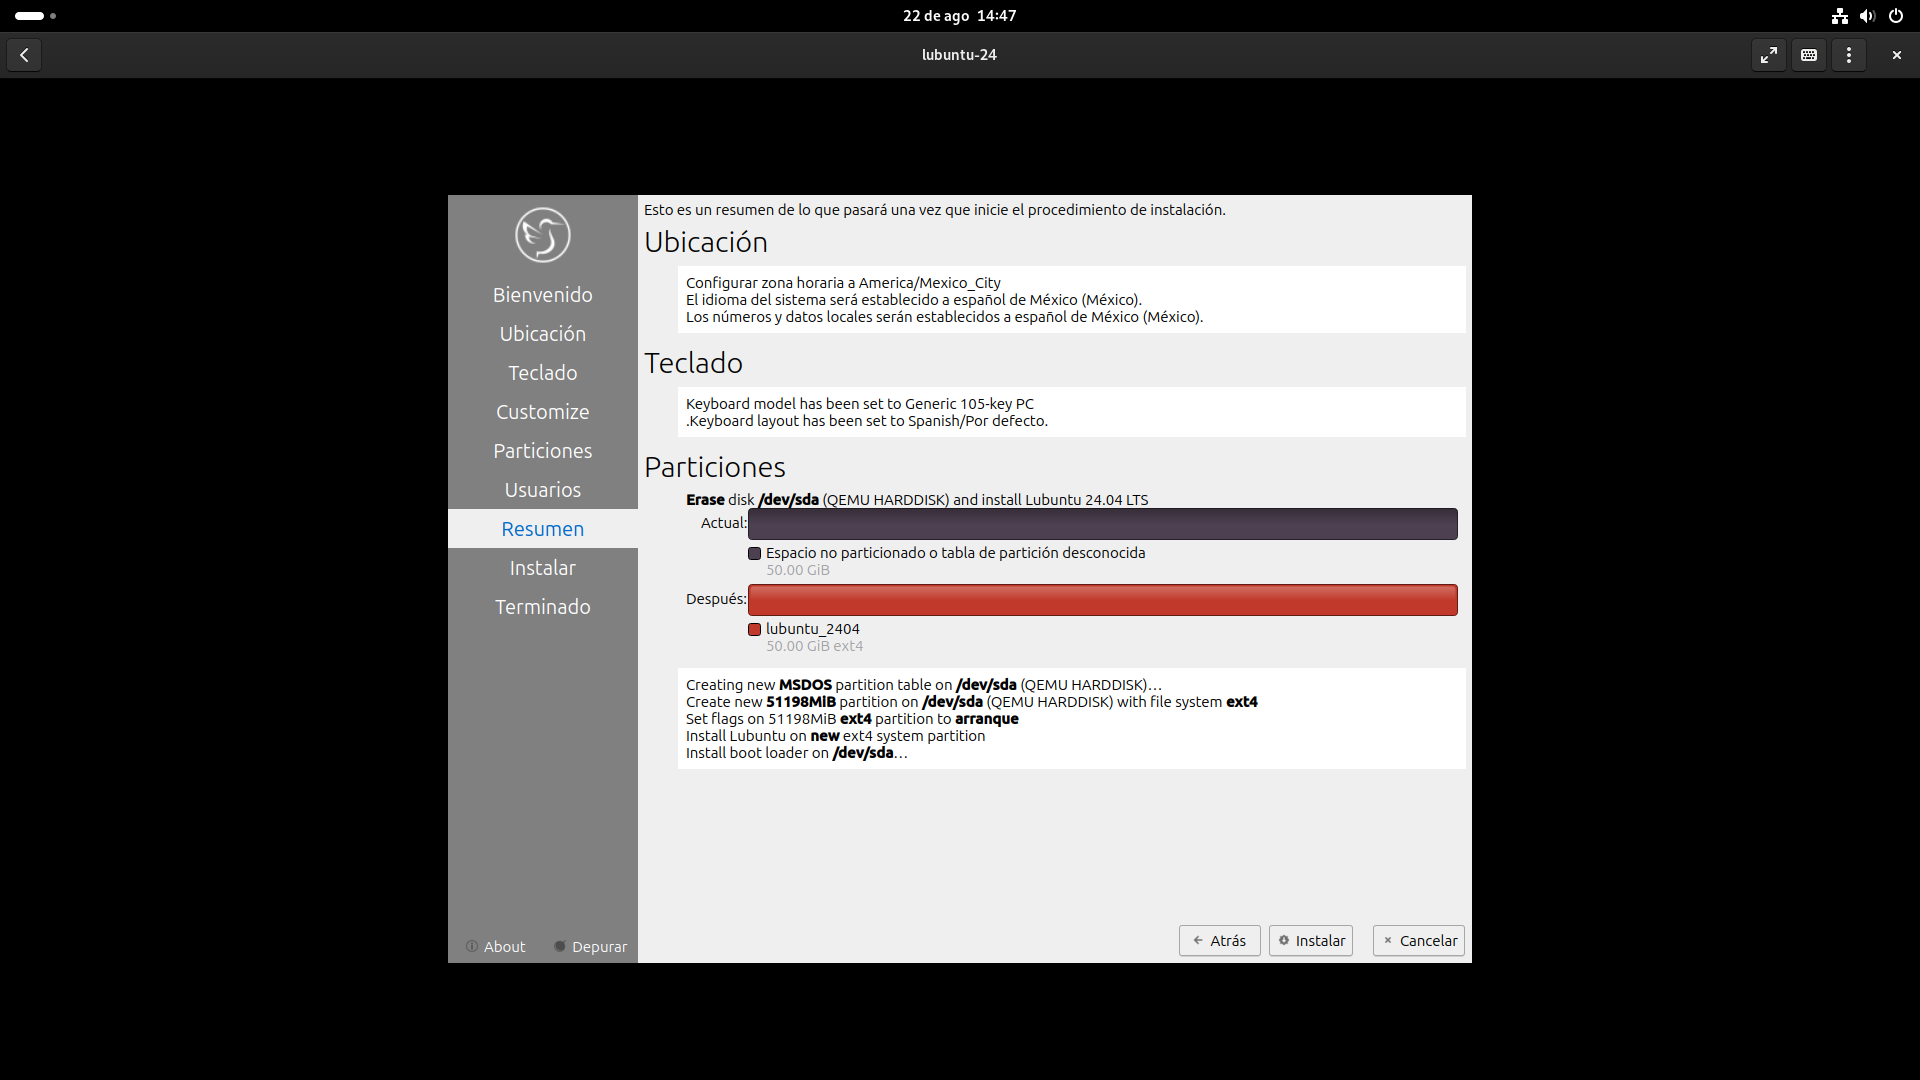 22 de ago 14:47
lubuntu-24
Esto es un resumen de lo que pasará una vez que inicie el procedimiento de instalación.
Bienvenido
Ubicación
Teclado
Customize
Particiones
Usuarios
Resumen
Instalar
Terminado
About
Depurar
Ubicación
Configurar zona horaria a America/Mexico_City
El idioma del sistema será establecido a español de México (México).
Los números y datos locales serán establecidos a español de México (México).
Teclado
Keyboard model has been set to Generic 105-key PC
.Keyboard layout has been set to Spanish/Por defecto.
Particiones
Erase disk /dev/sda (QEMU HARDDISK) and install Lubuntu 24.04 LTS
Actual:
Espacio no particionado o tabla de partición desconocida
50.00 GiB
Después:
lubuntu_2404
50.00 GiB ext4
Creating new MSDOS partition table on /dev/sda (QEMU HARDDISK)…
Create new 51198MiB partition on /dev/sda (QEMU HARDDISK) with file system ext4
Set flags on 51198MiB ext4 partition to arranque
Install Lubuntu on new ext4 system partition
Install boot loader on /dev/sda…
Atrás
Instalar
Cancelar